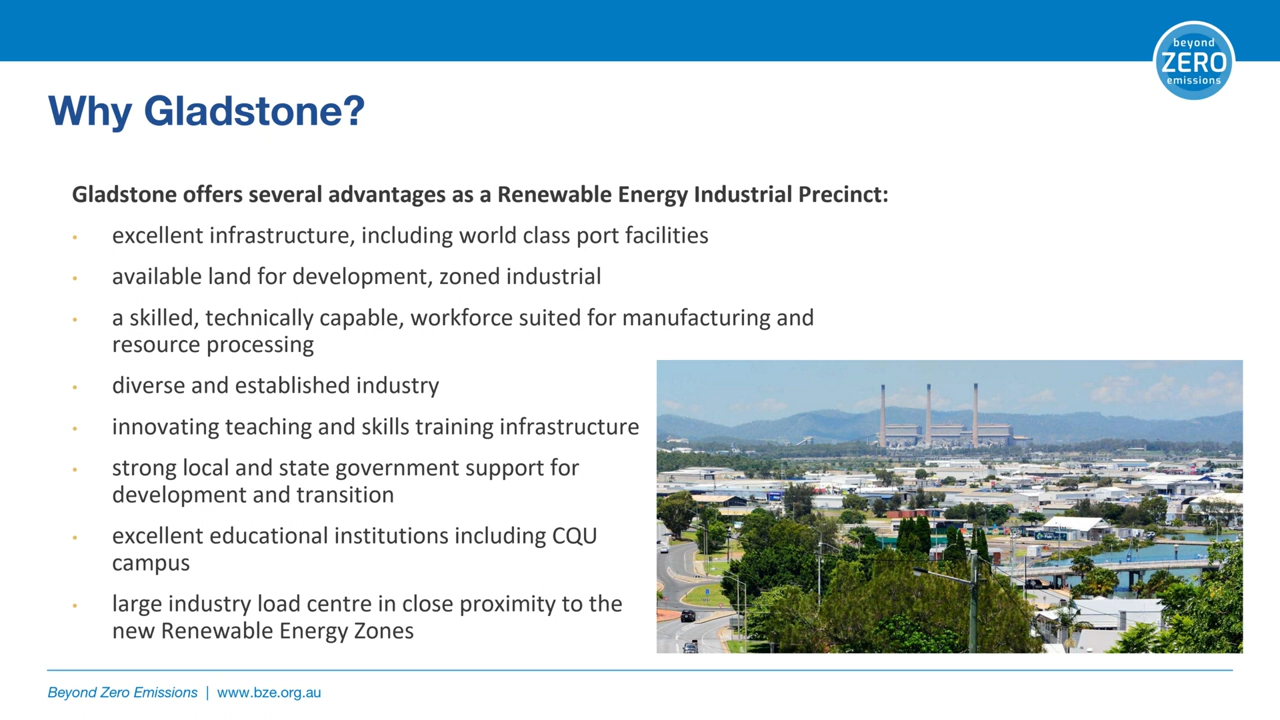 beyond
ZERO
emissions
Why Gladstone?
Gladstone offers several advantages as a Renewable Energy Industrial Precinct:
• excellent infrastructure, including world class port facilities
• available land for development, zoned industrial
• a skilled, technically capable, workforce suited for manufacturing and
resource processing
• diverse and established industry
• innovating teaching and skills training infrastructure
• strong local and state government support for
development and transition
• excellent educational institutions including CQU
campus
• large industry load centre in close proximity to the
new Renewable Energy Zones
Beyond Zero Emissions | www.bze.org.au